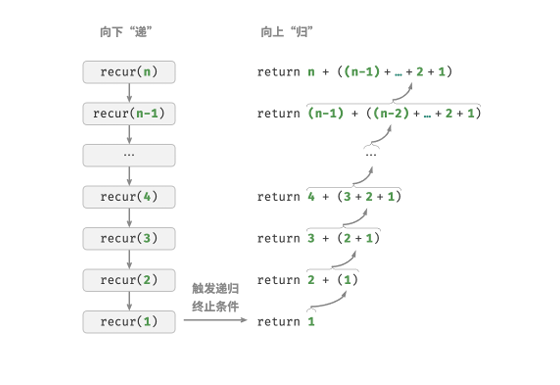 向下“递”
向上“归”
recur(n)
return n + ((n-1)+…+2+1)
recur(n-1)
return (n-1) + ((n-2)+…+2+1)
…
…
recur(4)
return 4 + (3+2+1)
recur(3)
return 3 + (2+1)
recur(2)
return 2 + (1)
触发递归
终止条件
recur(1)
return 1